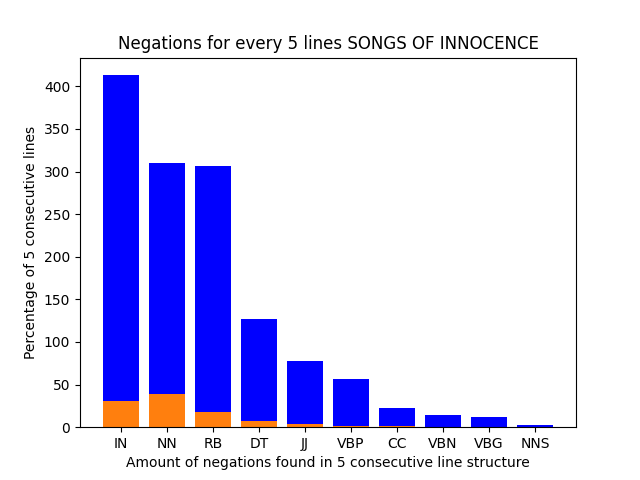 Negations for every 5 lines SONGS OF INNOCENCE
Percentage of 5 consecutive lines
400
350
300
250
200
150
100
50
0
IN NN RB DT JJ VBP CC VBN VBG NNS
Amount of negations found in 5 consecutive line structure